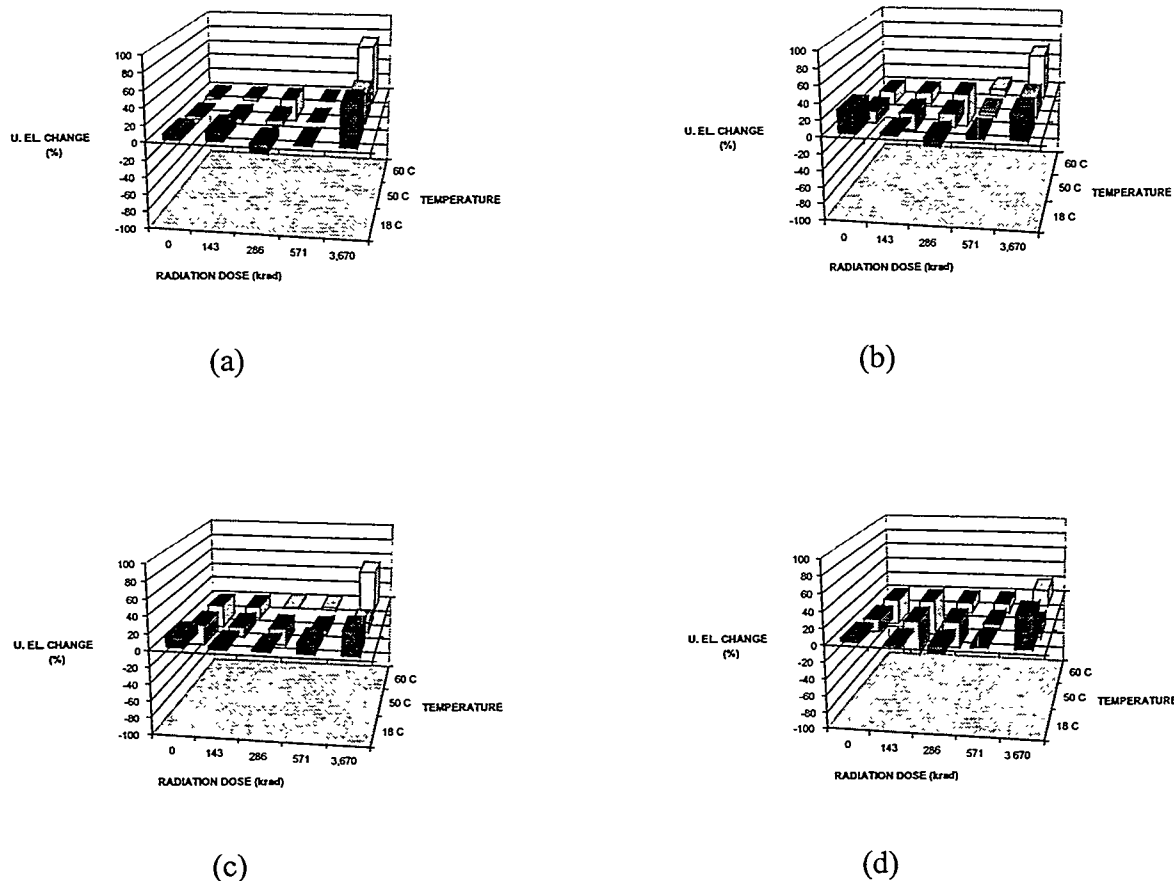 100
80
60
40
20
0
-20
-40
-60
-80
-100
U. EL. CHANGE
(%)
0 143 286 571 3,670
RADIATION DOSE (krad)
60 C
50 C
18 C
TEMPERATURE
(a)
100
80
60
40
20
0
-20
-40
-60
-80
-100
U. EL. CHANGE
(%)
0 143 286 571 3,670
RADIATION DOSE (krad)
60 C
50 C
18 C
TEMPERATURE
(b)
100
80
60
40
20
0
-20
-40
-60
-80
-100
U. EL. CHANGE
(%)
0 143 286 571 3,670
RADIATION DOSE (krad)
60 C
50 C
18 C
TEMPERATURE
(c)
100
80
60
40
20
0
-20
-40
-60
-80
-100
U. EL. CHANGE
(%)
0 143 286 571 3 670
RADIATION DOSE (krad)
60 C
50 C
18 C
TEMPERATURE
(d)